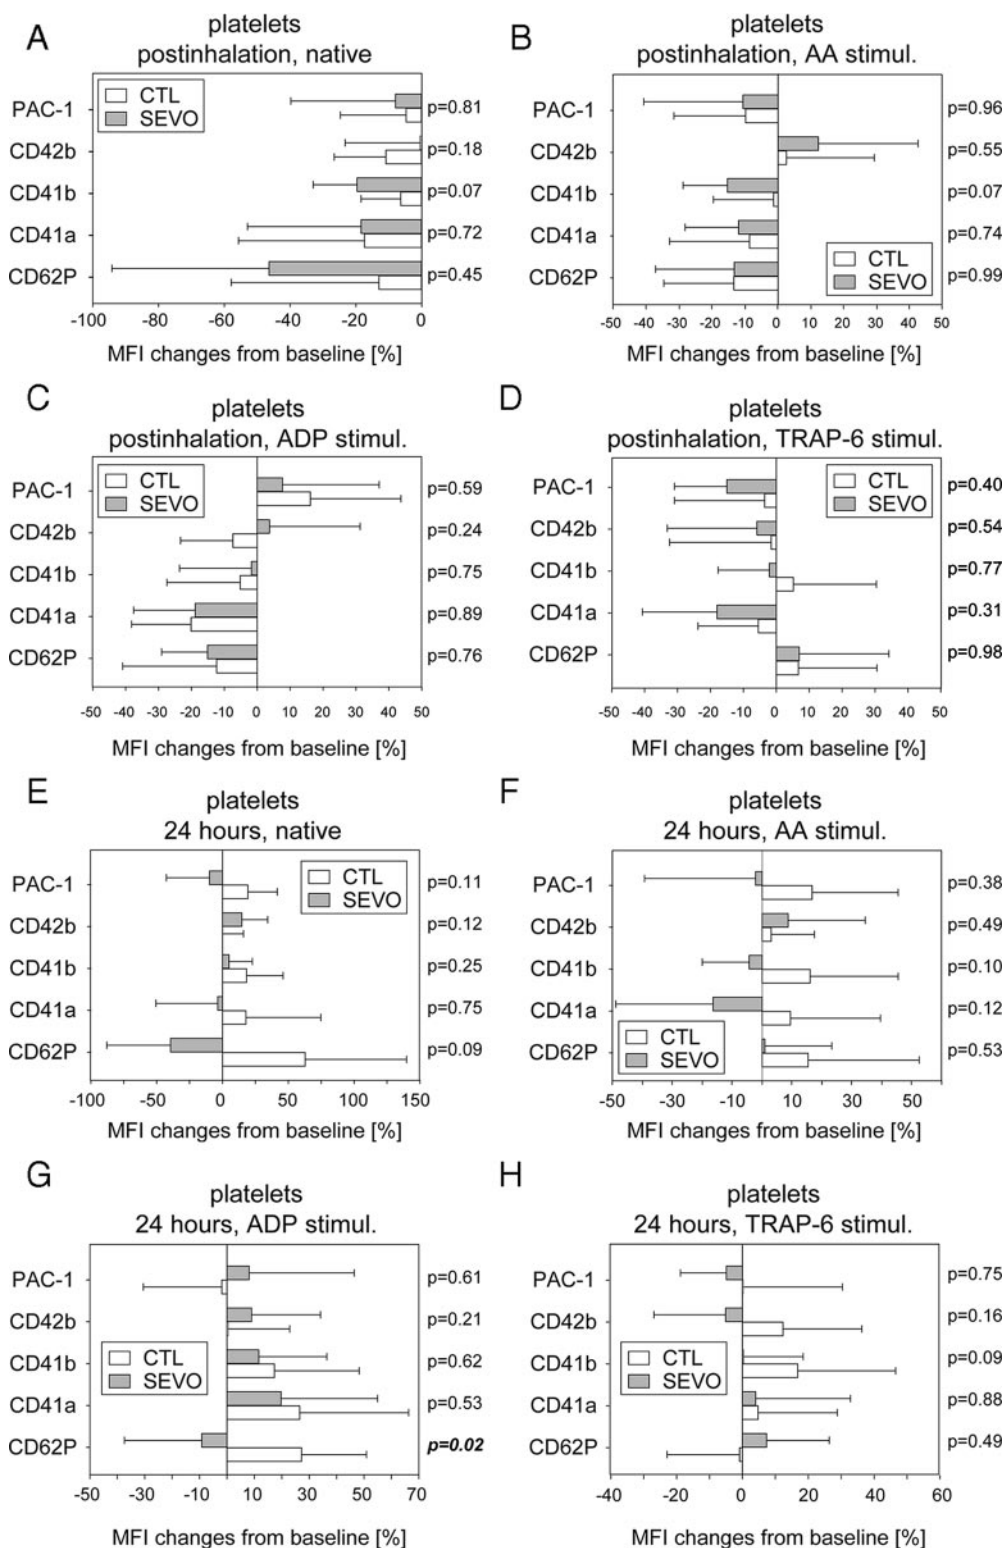 A
platelets
postinhalation, native
CTL
SEVO
PAC-1
CD42b
CD41b
CD41a
CD62P
p=0.81
p=0.18
p=0.07
p=0.72
p=0.45
-100 -80 -60 -40 -20 0
MFI changes from baseline [%]
B
platelets
postinhalation, AA stimul.
PAC-1
CD42b
CD41b
CD41a
CD62P
CTL
SEVO
p=0.96
p=0.55
p=0.07
p=0.74
p=0.99
-50 -40 -30 -20 -10 0 10 20 30 40 50
MFI changes from baseline [%]
C
platelets
postinhalation, ADP stimul.
CTL
SEVO
PAC-1
CD42b
CD41b
CD41a
CD62P
p=0.59
p=0.24
p=0.75
p=0.89
p=0.76
-50 -40 -30 -20 -10 0 10 20 30 40 50
MFI changes from baseline [%]
D
platelets
postinhalation, TRAP-6 stimul.
CTL
SEVO
PAC-1
CD42b
CD41b
CD41a
CD62P
p=0.40
p=0.54
p=0.77
p=0.31
p=0.98
-50 -40 -30 -20 -10 0 10 20 30 40 50
MFI changes from baseline [%]
E
platelets
24 hours, native
CTL
SEVO
PAC-1
CD42b
CD41b
CD41a
CD62P
p=0.11
p=0.12
p=0.25
p=0.75
p=0.09
-100 -50 0 50 100 150
MFI changes from baseline [%]
F
platelets
24 hours, AA stimul.
PAC-1
CD42b
CD41b
CD41a
CD62P
CTL
SEVO
p=0.38
p=0.49
p=0.10
p=0.12
p=0.53
-50 -30 -10 10 30 50
MFI changes from baseline [%]
G
platelets
24 hours, ADP stimul.
PAC-1
CD42b
CD41b
CD41a
CD62P
CTL
SEVO
p=0.61
p=0.21
p=0.62
p=0.53
p=0.02
-50 -30 -10 10 30 50 70
MFI changes from baseline [%]
H
platelets
24 hours, TRAP-6 stimul.
PAC-1
CD42b
CD41b
CD41a
CD62P
CTL
SEVO
p=0.75
p=0.16
p=0.09
p=0.88
p=0.49
-40 -20 0 20 40 60
MFI changes from baseline [%]